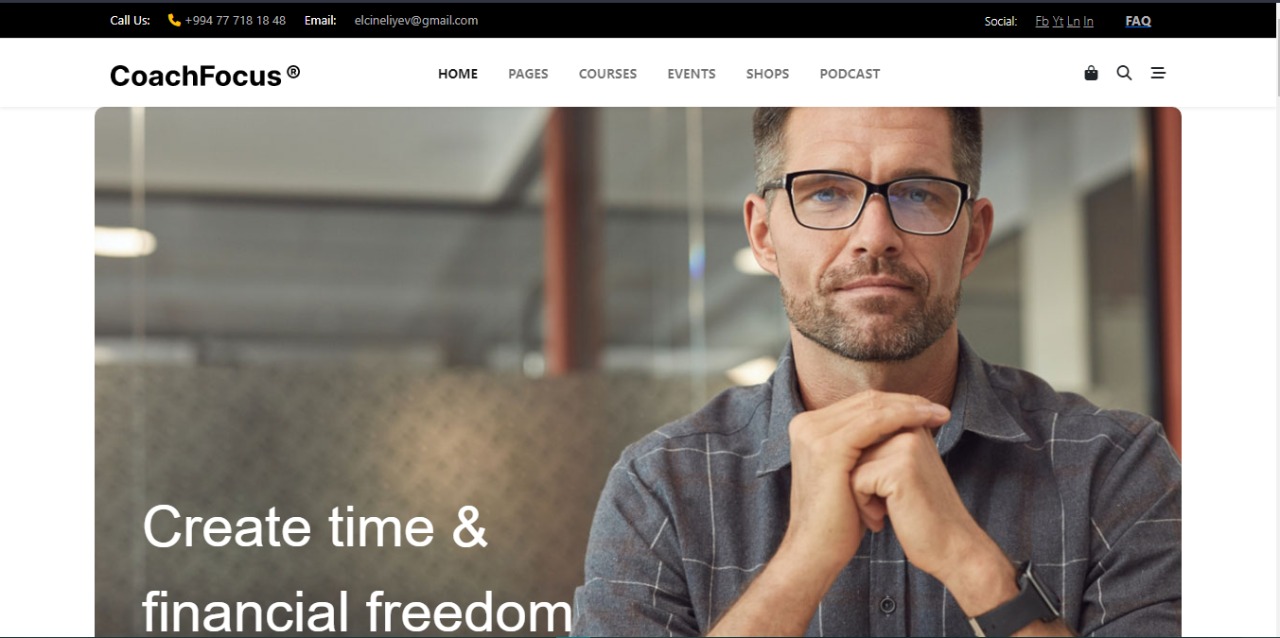 Call Us: +994 77 718 18 48 Email: elcineliyev@gmail.com Social: Fb Yt Ln In FAQ
CoachFocus ® HOME PAGES COURSES EVENTS SHOPS PODCAST
Create time &
financial freedom